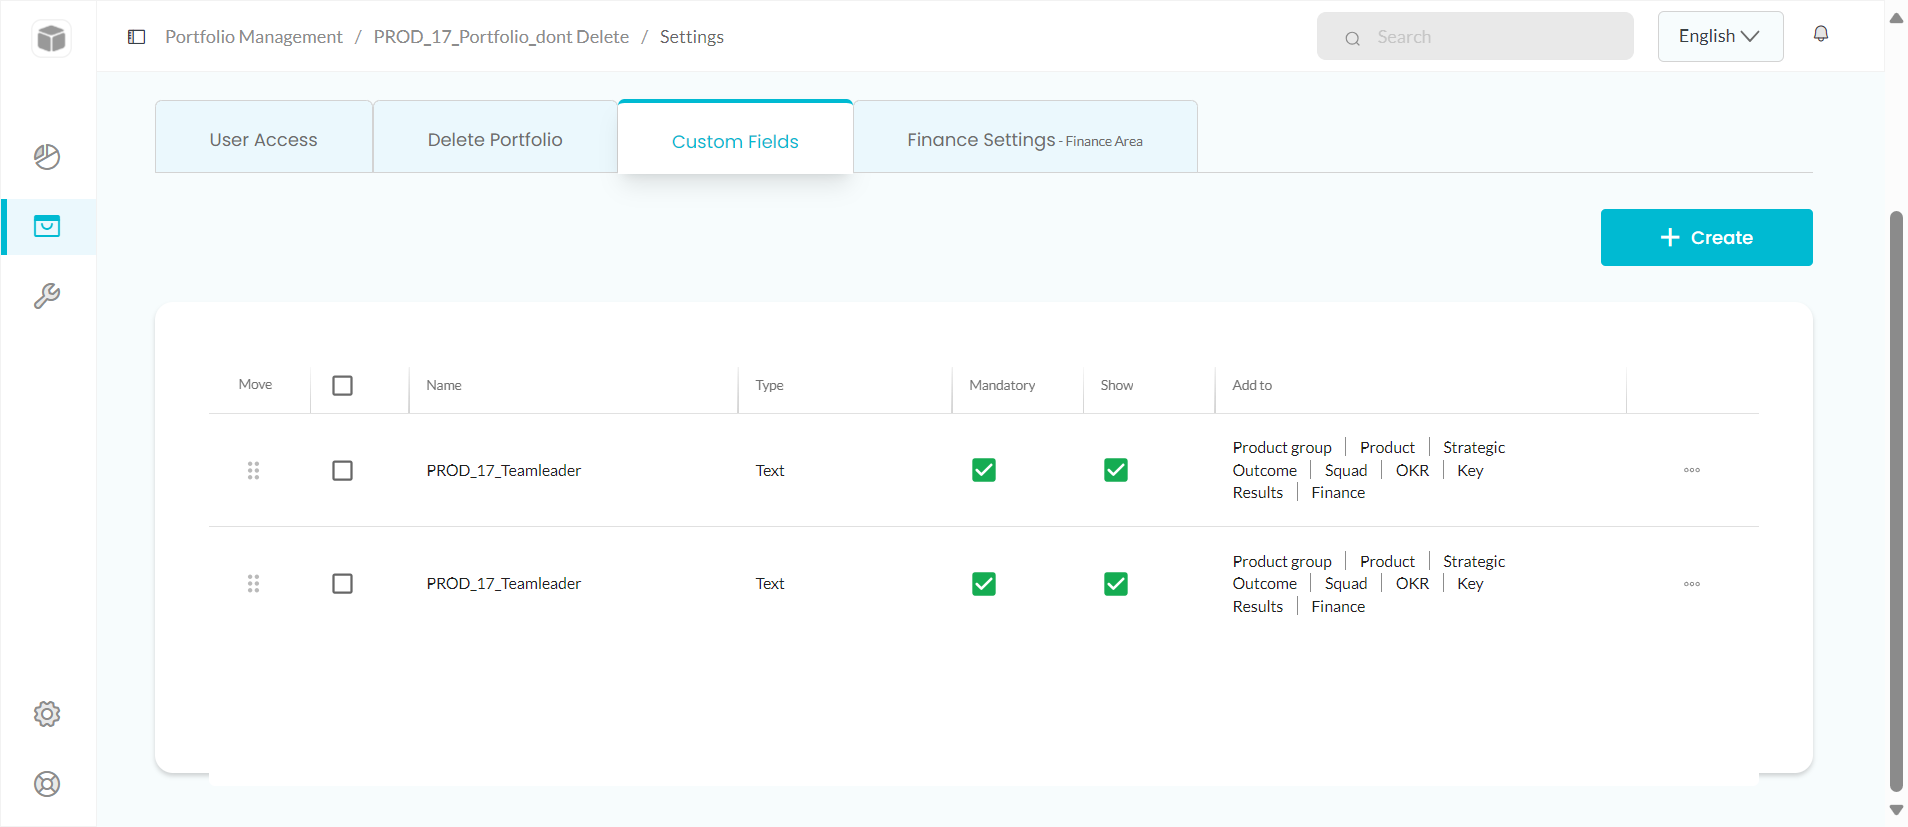 Portfolio Management / PROD_17_Portfolio_dont Delete / Settings
Search
English
User Access
Delete Portfolio
Custom Fields
Finance Settings - Finance Area
+ Create
Move
Name
Type
Mandatory
Show
Add to
PROD_17_Teamleader
Text
Product group | Product | Strategic
Outcome | Squad | OKR | Key
Results | Finance
PROD_17_Teamleader
Text
Product group | Product | Strategic
Outcome | Squad | OKR | Key
Results | Finance